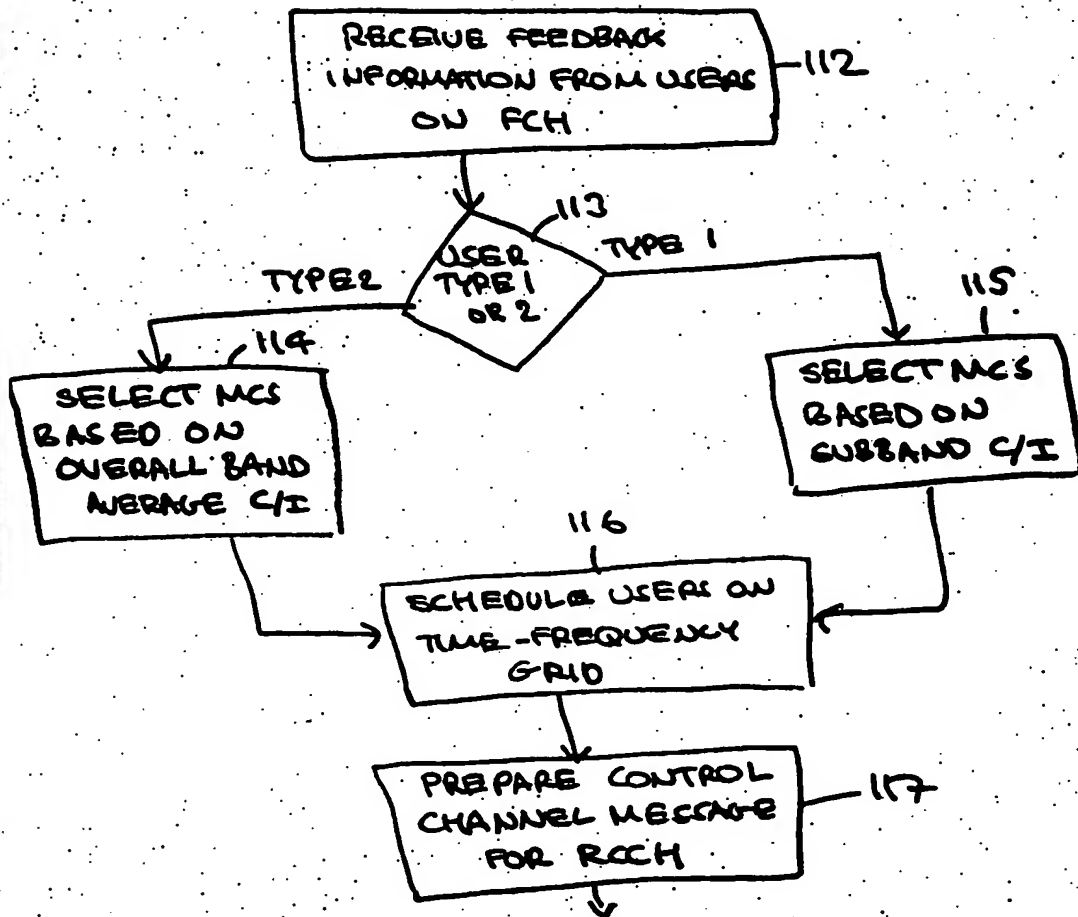 RECEIVE FEEDBACK
INFORMATION FROM USERS
ON FCH
112
113
USER
TYPE 1
OR 2
TYPE 2
TYPE 1
114
SELECT MCS
BASED ON
OVERALL BAND
AVERAGE C/I
115
SELECT MCS
BASED ON
SUBBAND C/I
116
SCHEDULE USERS ON
TIME-FREQUENCY
GRID
PREPARE CONTROL
CHANNEL MESSAGE
FOR RCCH
117